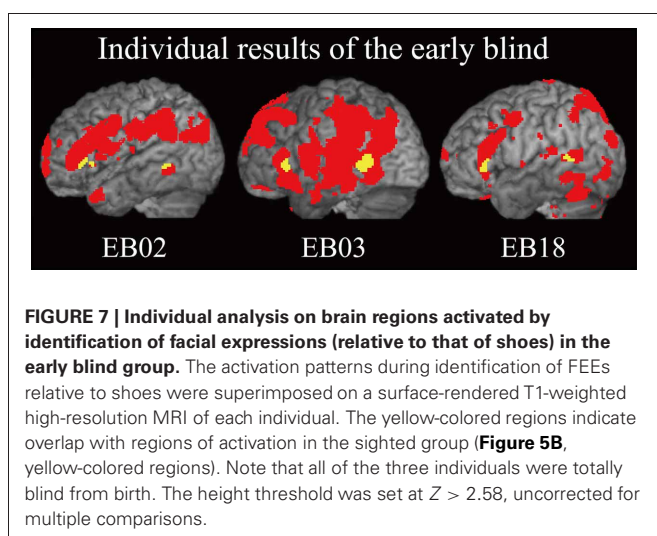 Individual results of the early blind
EB02
EB03
EB18
FIGURE 7 | Individual analysis on brain regions activated by
identification of facial expressions (relative to that of shoes) in the
early blind group. The activation patterns during identification of FEEs
relative to shoes were superimposed on a surface-rendered T1-weighted
high-resolution MRI of each individual. The yellow-colored regions indicate
overlap with regions of activation in the sighted group (Figure 5B,
yellow-colored regions). Note that all of the three individuals were totally
blind from birth. The height threshold was set at Z > 2.58, uncorrected for
multiple comparisons.